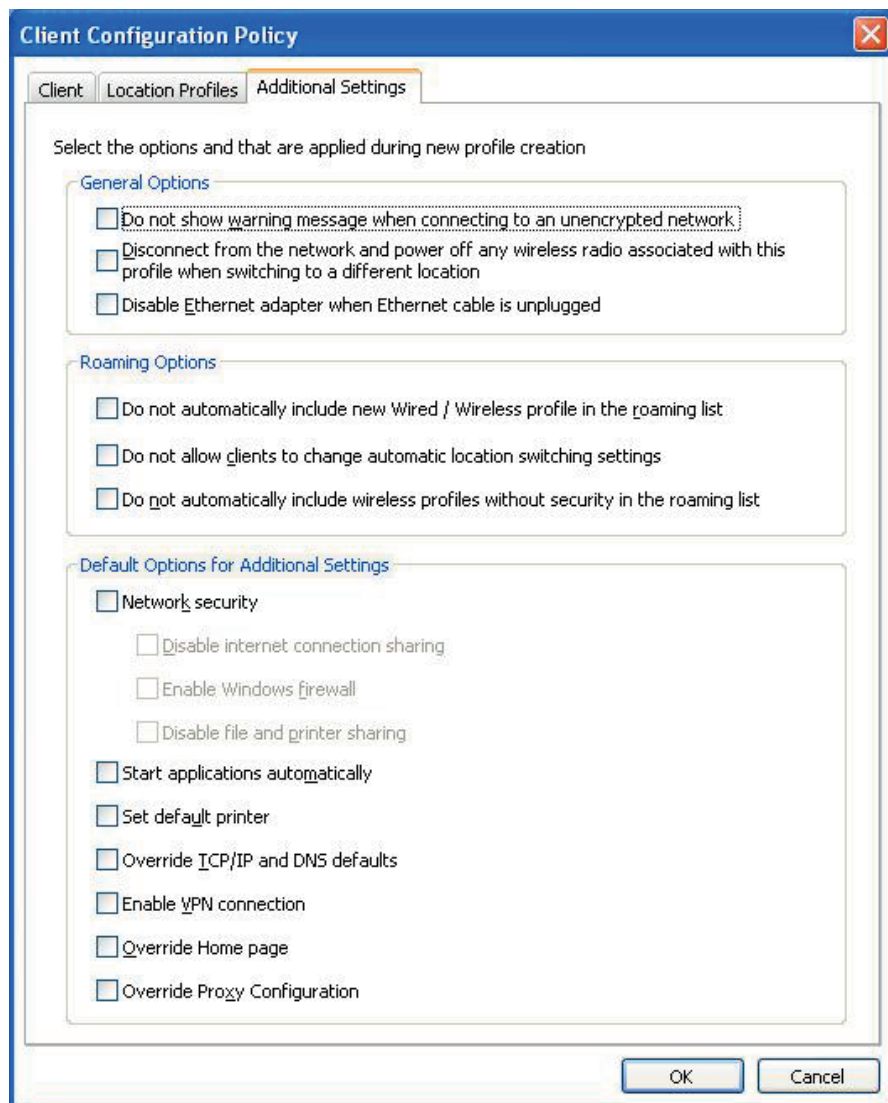 Client Configuration Policy
Client
Location Profiles
Additional Settings
Select the options and that are applied during new profile creation
General Options
Do not show warning message when connecting to an unencrypted network
Disconnect from the network and power off any wireless radio associated with this
profile when switching to a different location
Disable Ethernet adapter when Ethernet cable is unplugged
Roaming Options
Do not automatically include new Wired / Wireless profile in the roaming list
Do not allow clients to change automatic location switching settings
Do not automatically include wireless profiles without security in the roaming list
Default Options for Additional Settings
Network security
Disable internet connection sharing
Enable Windows firewall
Disable file and printer sharing
Start applications automatically
Set default printer
Override TCP/IP and DNS defaults
Enable VPN connection
Override Home page
Override Proxy Configuration
OK
Cancel